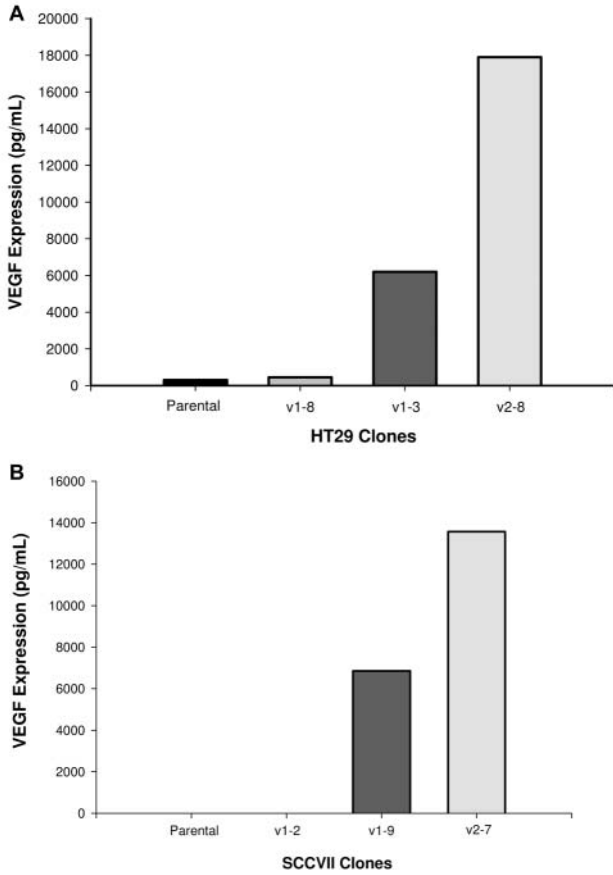 A
VEGF Expression (pg/mL)
20000
18000
16000
14000
12000
10000
8000
6000
4000
2000
0
Parental v1-8 v1-3 v2-8
HT29 Clones
B
VEGF Expression (pg/mL)
16000
14000
12000
10000
8000
6000
4000
2000
0
Parental v1-2 v1-9 v2-7
SCCVII Clones